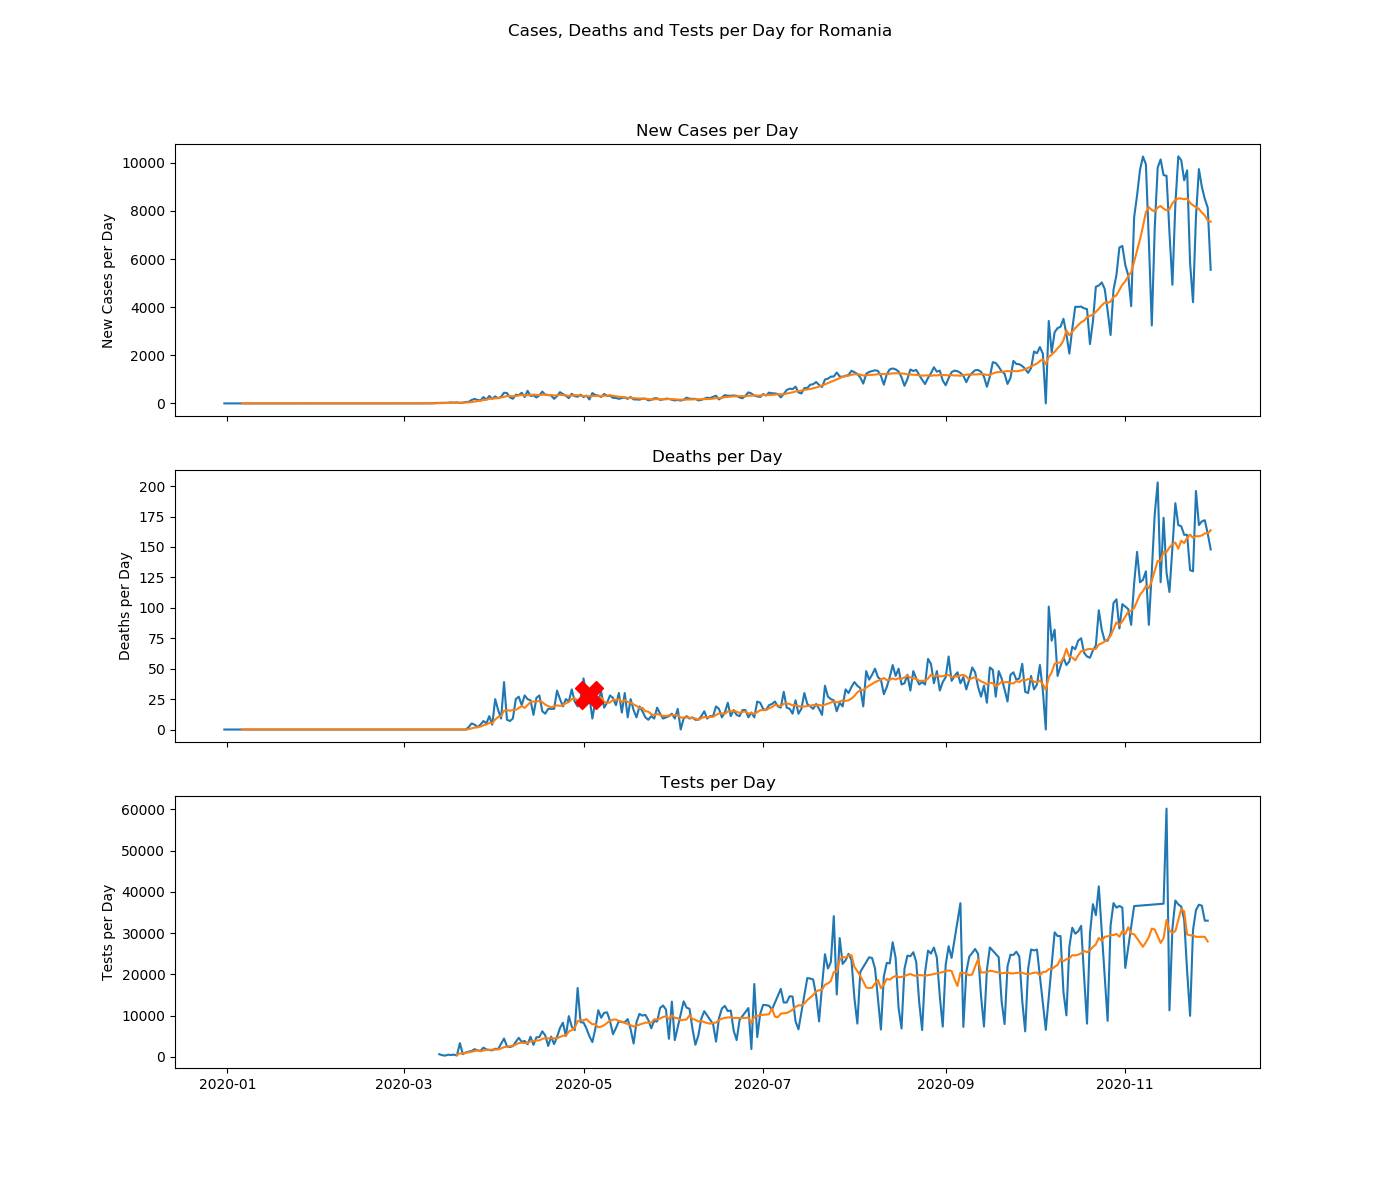 Cases, Deaths and Tests per Day for Romania
New Cases per Day
New Cases per Day
10000
8000
6000
4000
2000
0
Deaths per Day
Deaths per Day
200
175
150
125
100
75
50
25
0
Tests per Day
Tests per Day
60000
50000
40000
30000
20000
10000
0
2020-01 2020-03 2020-05 2020-07 2020-09 2020-11